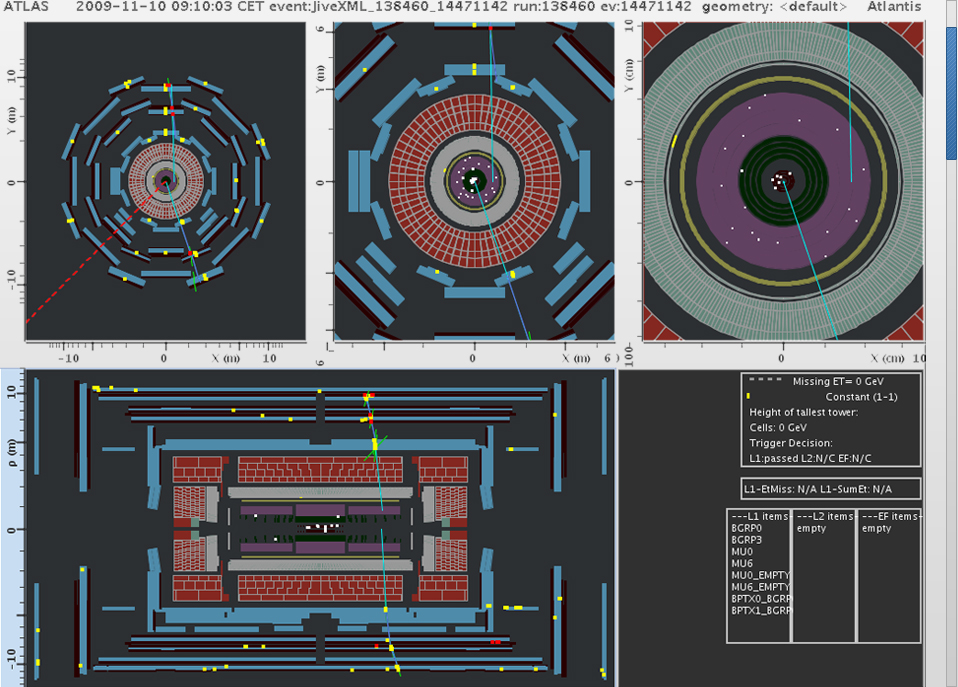 ATLAS 2009-11-10 09:10:03 CET event:JiveXML_138460_14471142 run:138460 ev:14471142 geometry: <default> Atlantis
10
Y (m)
0
-10
-10 0 X (m) 10
6
Y (m)
0
6
0 X (m) 6
10
Y (cm)
0
-100
0 X (cm) 10
10
ρ (m)
0
-10
Missing ET= 0 GeV
Constant (1-1)
Height of tallest tower:
Cells: 0 GeV
Trigger Decision:
L1:passed L2:N/C EF:N/C
L1-EtMiss: N/A L1-SumEt: N/A
---L1 items- ---L2 items- ---EF items-
BGRP0 empty empty
BGRP3
MU0
MU6
MU0_EMPTY
MU6_EMPTY
BPTX0_BGRP
BPTX1_BGRP